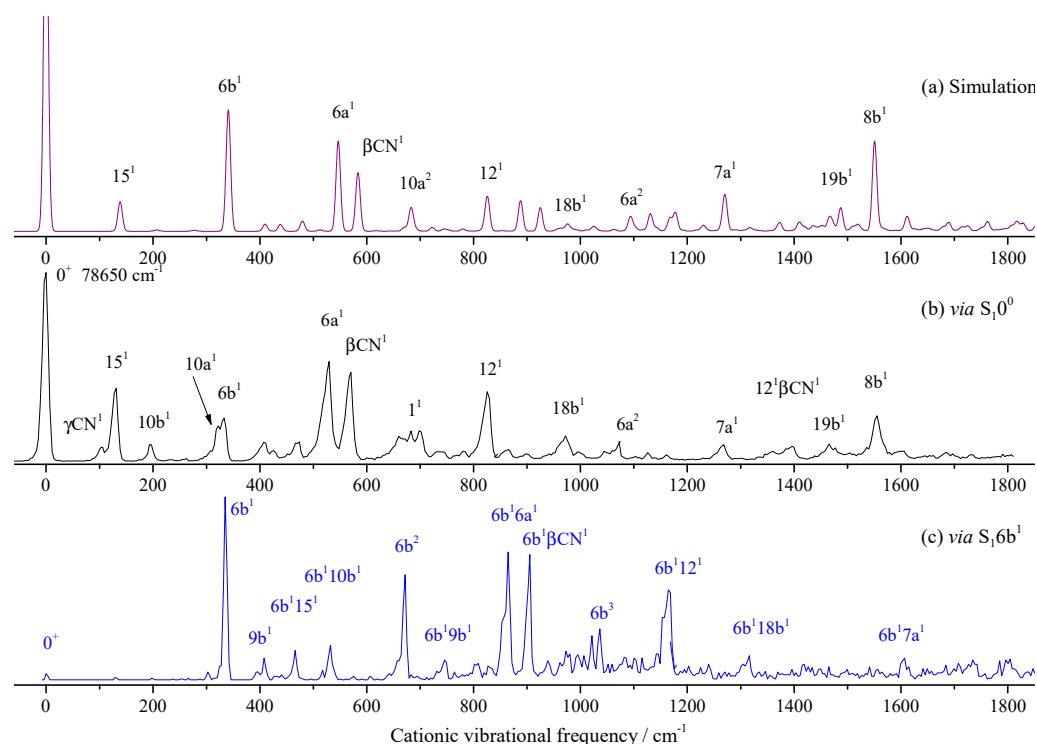 (a) Simulation
15¹
6b¹
6a¹
βCN¹
10a²
12¹
18b¹
6a²
7a¹
19b¹
8b¹
0 200 400 600 800 1000 1200 1400 1600 1800
0⁺ 78650 cm⁻¹
(b) via S₁0⁰
γCN¹
15¹
10b¹
10a¹
6b¹
6a¹
βCN¹
1¹
12¹
18b¹
6a²
7a¹
12¹βCN¹
19b¹
8b¹
0 200 400 600 800 1000 1200 1400 1600 1800
(c) via S₁6b¹
0⁺
6b¹
9b¹
6b¹15¹
6b¹10b¹
6b²
6b¹9b¹
6b¹6a¹
6b¹βCN¹
6b³
6b¹12¹
6b¹18b¹
6b¹7a¹
0 200 400 600 800 1000 1200 1400 1600 1800
Cationic vibrational frequency / cm⁻¹